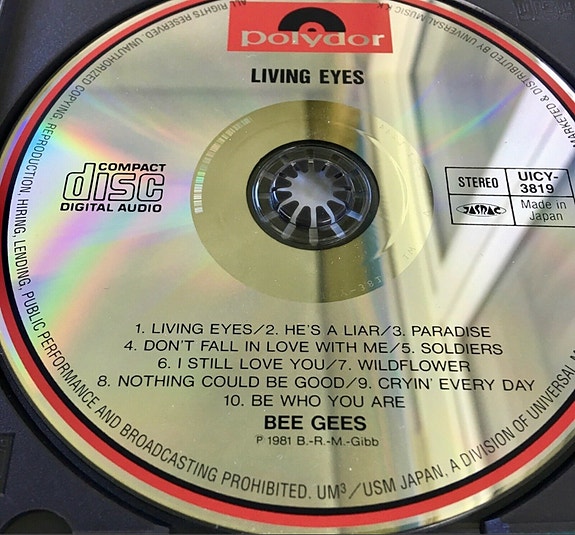 polydor
LIVING EYES
COMPACT
disc
DIGITAL AUDIO
STEREO
UICY-
3819
JASRAC
Made in
Japan
1. LIVING EYES/2. HE'S A LIAR/3. PARADISE
4. DON'T FALL IN LOVE WITH ME/5. SOLDIERS
6. I STILL LOVE YOU/7. WILDFLOWER
8. NOTHING COULD BE GOOD/9. CRYIN' EVERY DAY
10. BE WHO YOU ARE
BEE GEES
℗ 1981 B.-R.-M.-Gibb
ALL RIGHTS RESERVED. UNAUTHORIZED COPYING, REPRODUCTION, HIRING, LENDING, PUBLIC PERFORMANCE AND BROADCASTING PROHIBITED. UM³/USM JAPAN, A DIVISION OF UNIVERSAL
MARKETED & DISTRIBUTED BY UNIVERSAL MUSIC K.K.